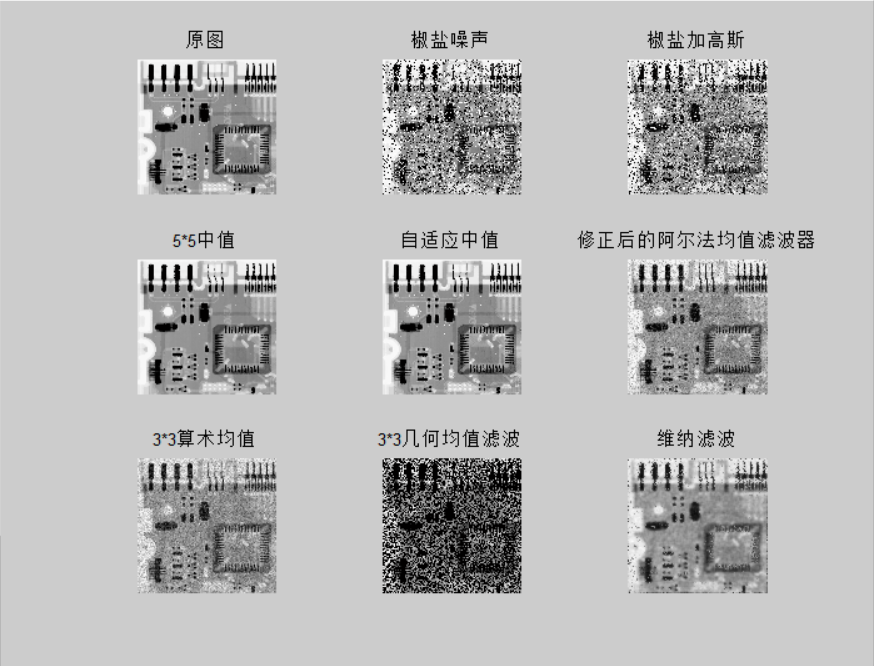 原图
椒盐噪声
椒盐加高斯
5*5中值
自适应中值
修正后的阿尔法均值滤波器
3*3算术均值
3*3几何均值滤波
维纳滤波